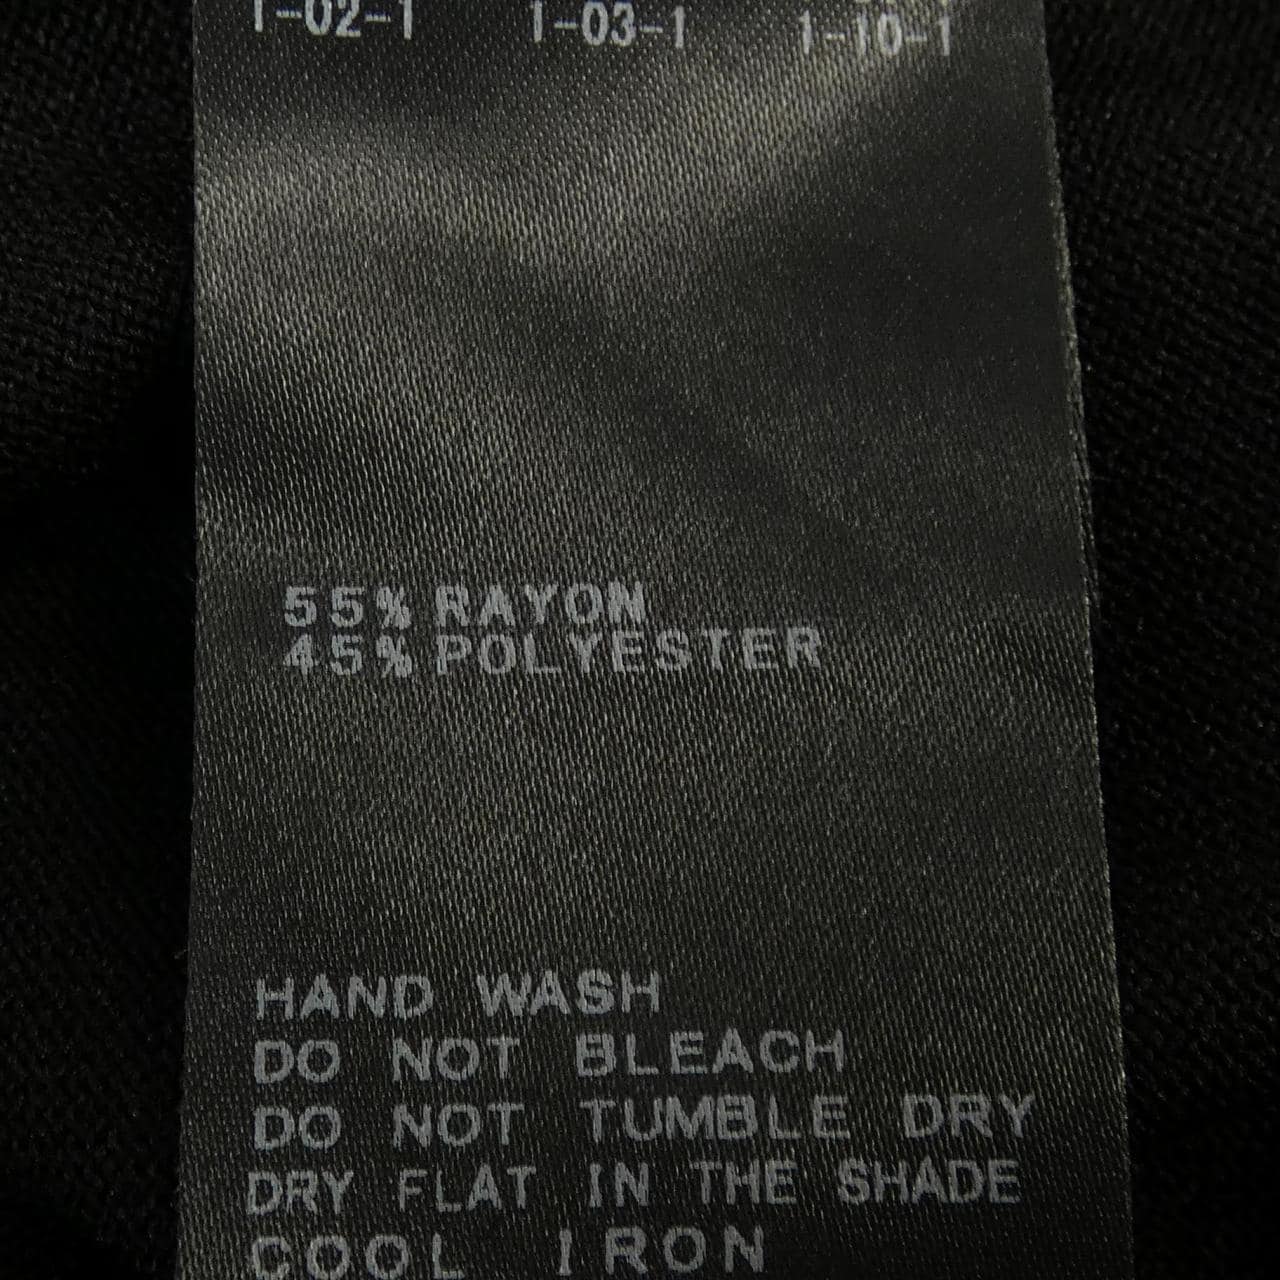 1-02-1 1-03-1 1-10-1
55% RAYON
45% POLYESTER
HAND WASH
DO NOT BLEACH
DO NOT TUMBLE DRY
DRY FLAT IN THE SHADE
COOL IRON